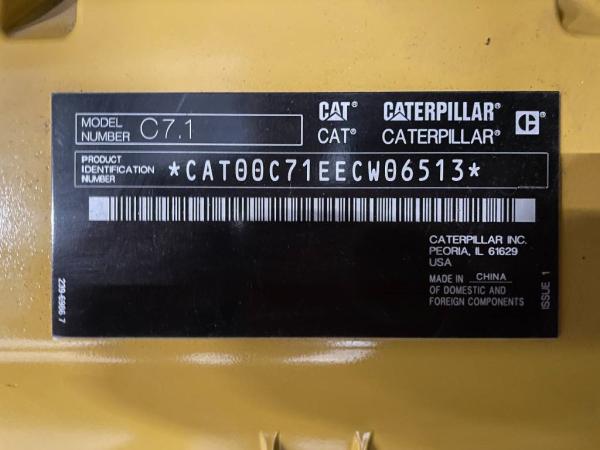 MODEL NUMBER C7.1
CAT® CATERPILLAR® C®
CAT® CATERPILLAR®
PRODUCT
IDENTIFICATION
NUMBER
*CAT00C71EECW06513*
CATERPILLAR INC.
PEORIA, IL 61629
USA
MADE IN CHINA
OF DOMESTIC AND
FOREIGN COMPONENTS
ISSUE 1
239-6966 7